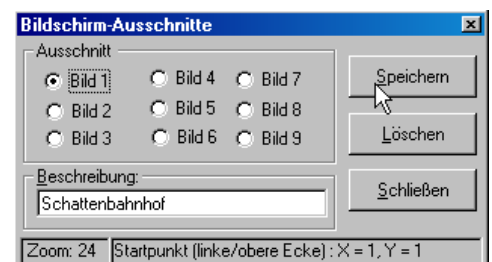 Bildschirm-Ausschnitte
Ausschnitt
Bild 1 Bild 4 Bild 7
Bild 2 Bild 5 Bild 8
Bild 3 Bild 6 Bild 9
Speichern
Löschen
Beschreibung:
Schattenbahnhof
Schließen
Zoom: 24 Startpunkt (linke/obere Ecke) : X = 1, Y = 1